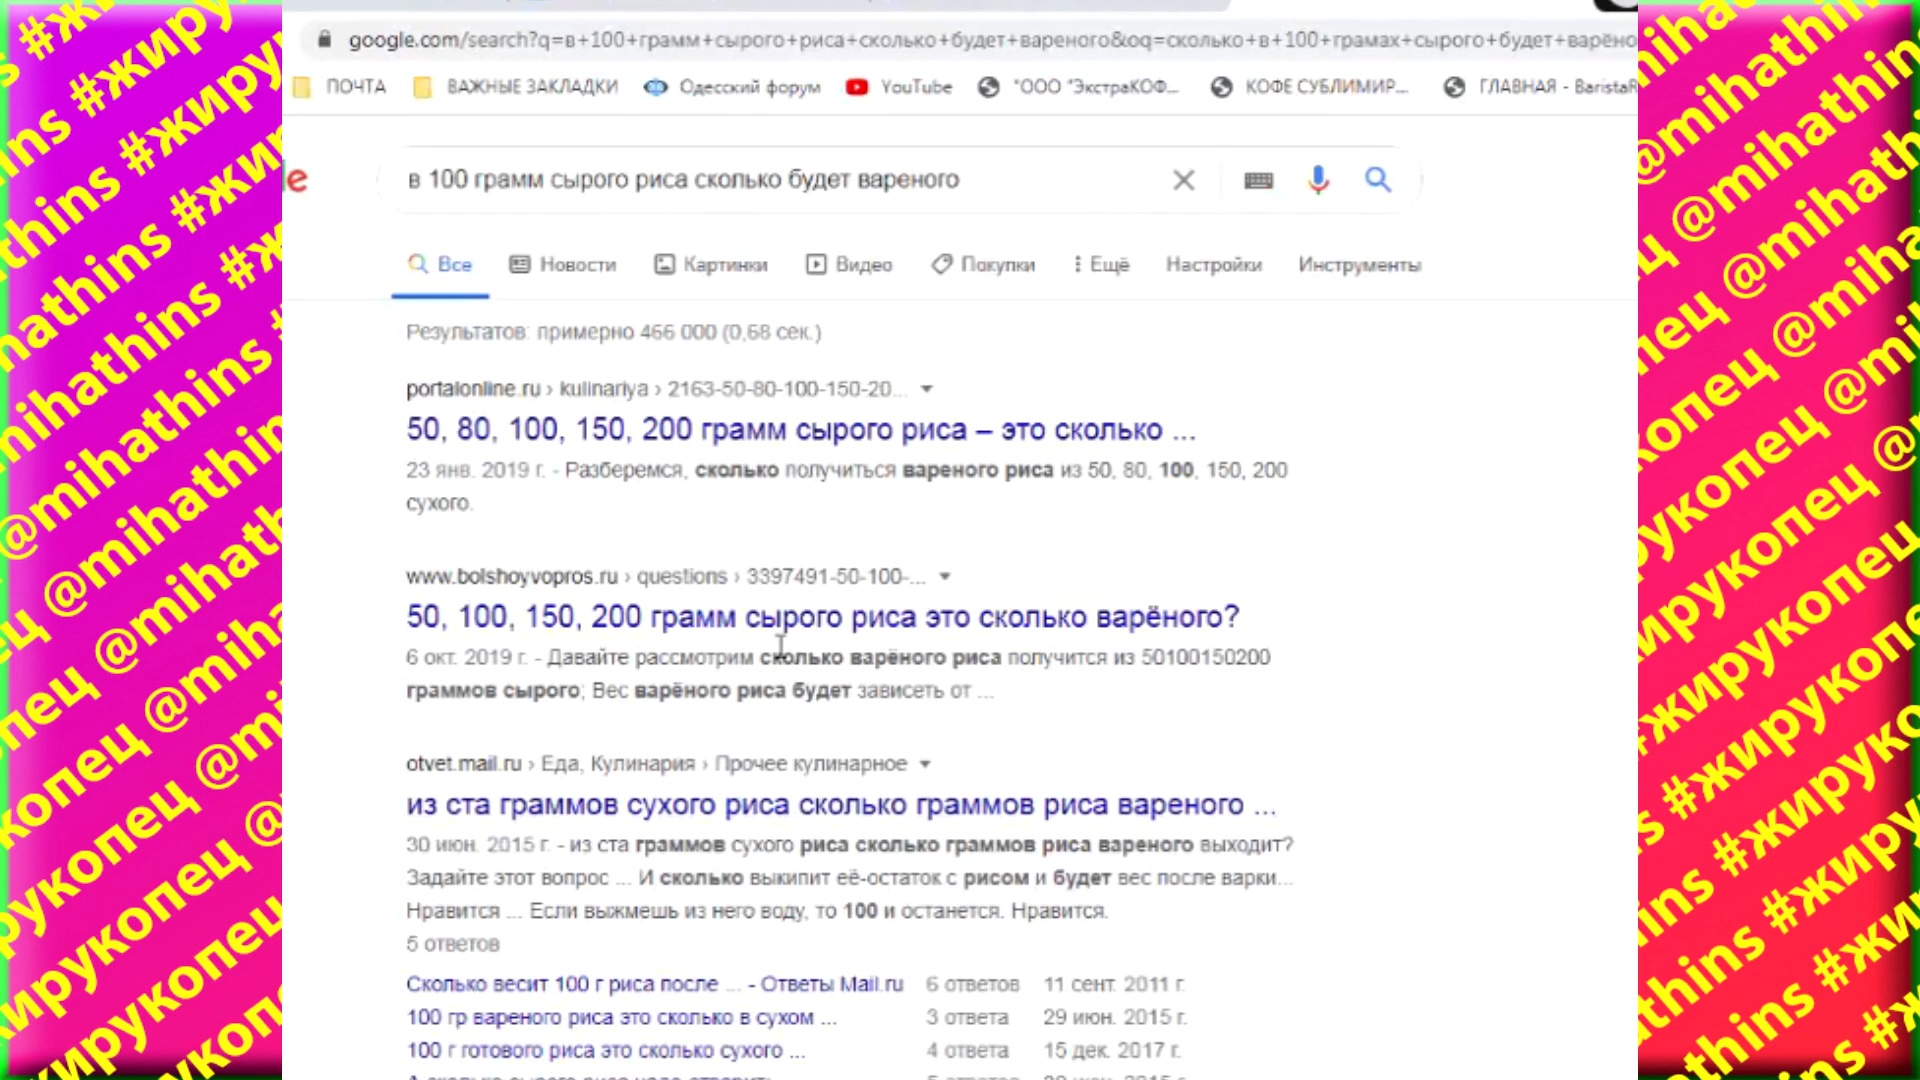 google.com/search?q=в+100+грамм+сырого+риса+сколько+будет+вареного&oq=сколько+в+100+грамах+сырого+будет+варёно
ПОЧТА ВАЖНЫЕ ЗАКЛАДКИ Одесский форум YouTube "ООО "ЭкстраКОФ... КОФЕ СУБЛИМИР... ГЛАВНАЯ - BaristaR
le
в 100 грамм сырого риса сколько будет вареного
Все Новости Картинки Видео Покупки Ещё Настройки Инструменты
Результатов: примерно 466 000 (0,68 сек.)
portalonline.ru › kulinariya › 2163-50-80-100-150-20...
50, 80, 100, 150, 200 грамм сырого риса – это сколько ...
23 янв. 2019 г. - Разберемся, сколько получиться вареного риса из 50, 80, 100, 150, 200
сухого.
www.bolshoyvopros.ru › questions › 3397491-50-100-...
50, 100, 150, 200 грамм сырого риса это сколько варёного?
6 окт. 2019 г. - Давайте рассмотрим сколько варёного риса получится из 50100150200
граммов сырого; Вес варёного риса будет зависеть от ...
otvet.mail.ru › Еда, Кулинария › Прочее кулинарное
из ста граммов сухого риса сколько граммов риса вареного ...
30 июн. 2015 г. - из ста граммов сухого риса сколько граммов риса вареного выходит?
Задайте этот вопрос ... И сколько выкипит её-остаток с рисом и будет вес после варки...
Нравится ... Если выжмешь из него воду, то 100 и останется. Нравится.
5 ответов
Сколько весит 100 г риса после ... - Ответы Mail.ru 6 ответов 11 сент. 2011 г.
100 гр вареного риса это сколько в сухом ... 3 ответа 29 июн. 2015 г.
100 г готового риса это сколько сухого ... 4 ответа 15 дек. 2017 г.
#жирукопец @mihathins
#жирукопец @mihathins